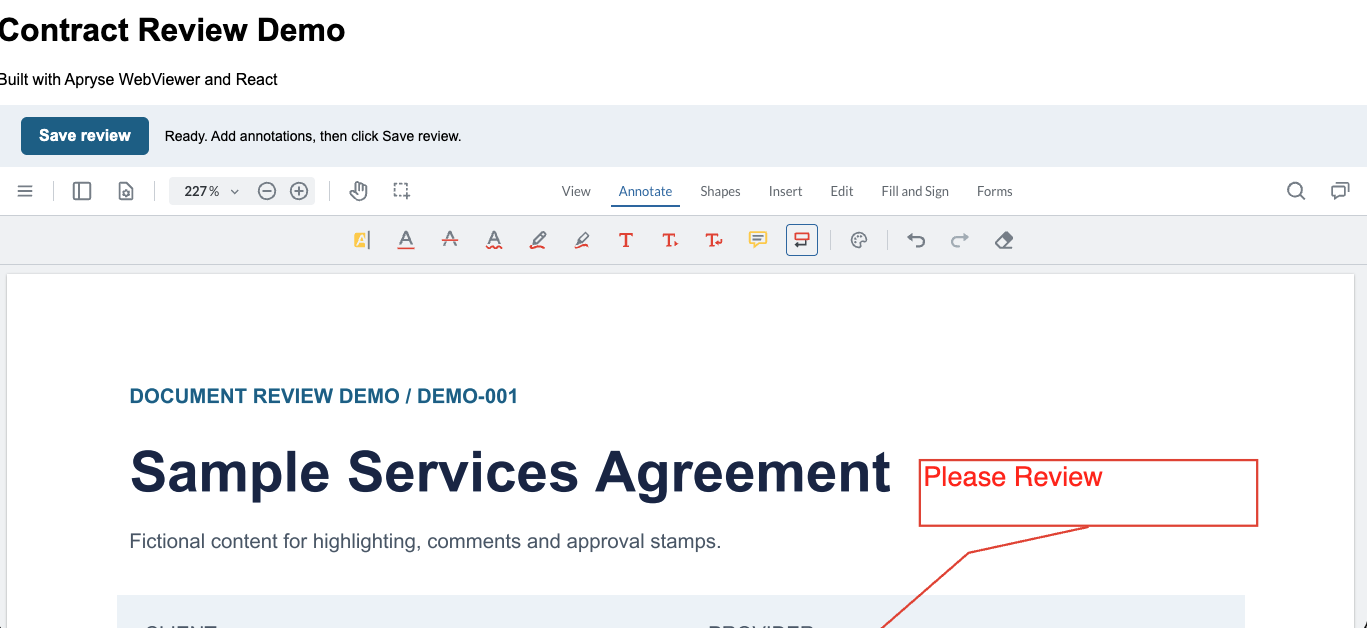 Contract Review Demo
Built with Apryse WebViewer and React
Save review Ready. Add annotations, then click Save review.
227% View Annotate Shapes Insert Edit Fill and Sign Forms
DOCUMENT REVIEW DEMO / DEMO-001
Sample Services Agreement
Please Review
Fictional content for highlighting, comments and approval stamps.
CLIENT PROVIDER